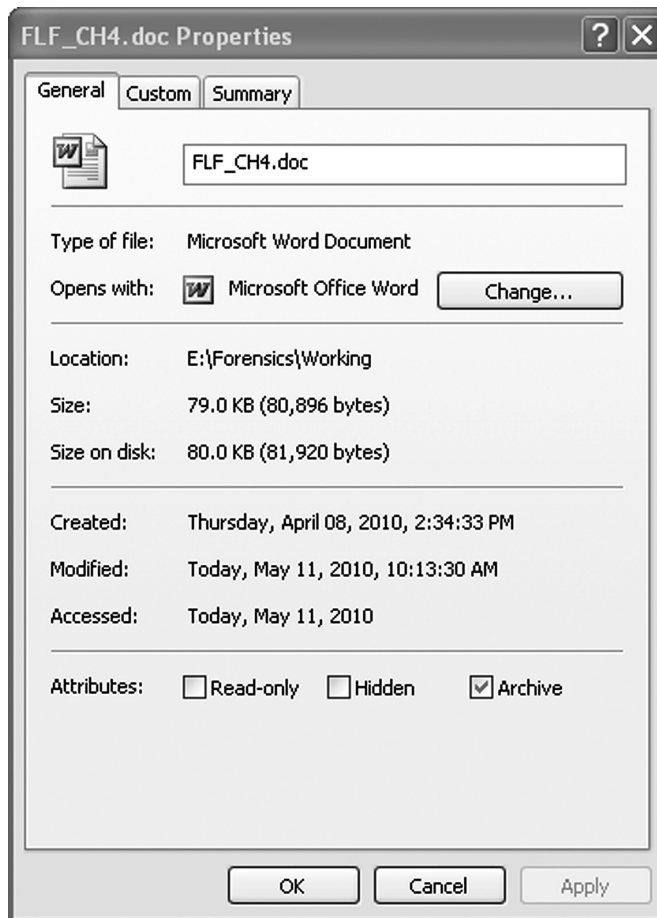 FLF_CH4.doc Properties
General Custom Summary
FLF_CH4.doc
Type of file: Microsoft Word Document
Opens with: Microsoft Office Word Change...
Location: E:\Forensics\Working
Size: 79.0 KB (80,896 bytes)
Size on disk: 80.0 KB (81,920 bytes)
Created: Thursday, April 08, 2010, 2:34:33 PM
Modified: Today, May 11, 2010, 10:13:30 AM
Accessed: Today, May 11, 2010
Attributes: Read-only Hidden Archive
OK Cancel Apply